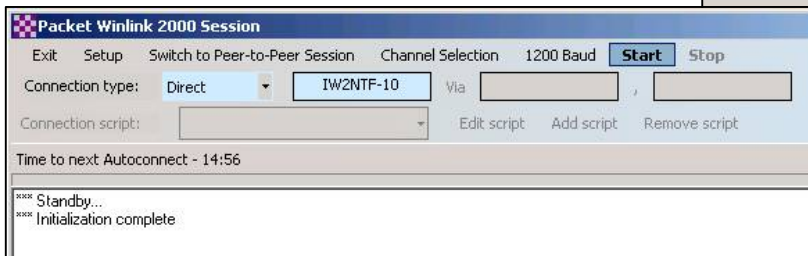 Packet Winlink 2000 Session
Exit Setup Switch to Peer-to-Peer Session Channel Selection 1200 Baud Start Stop
Connection type: Direct IW2NTF-10 Via ,
Connection script: Edit script Add script Remove script
Time to next Autoconnect - 14:56
*** Standby...
*** Initialization complete